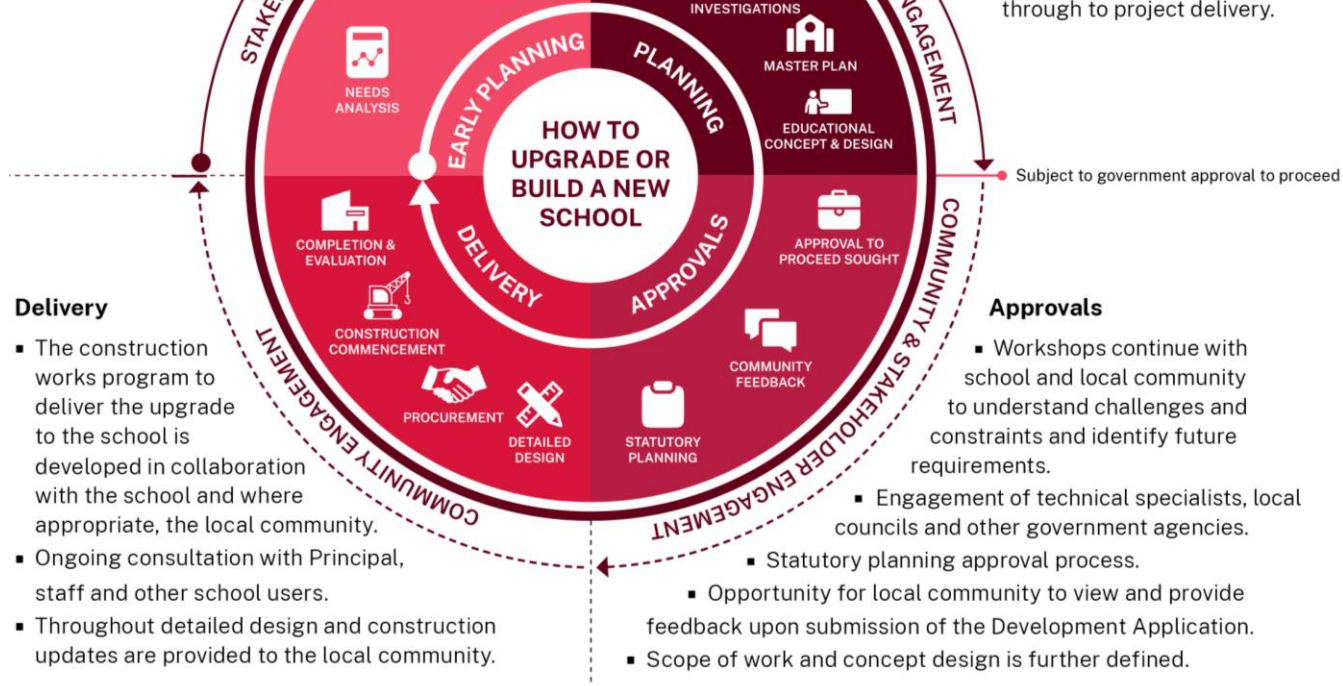 through to project delivery.
STAKE
NGAGEMENT
INVESTIGATIONS
MASTER PLAN
EDUCATIONAL
CONCEPT & DESIGN
NEEDS
ANALYSIS
EARLY PLANNING
PLANNING
HOW TO
UPGRADE OR
BUILD A NEW
SCHOOL
DELIVERY
APPROVALS
Subject to government approval to proceed
APPROVAL TO
PROCEED SOUGHT
COMMUNITY
FEEDBACK
STATUTORY
PLANNING
DETAILED
DESIGN
PROCUREMENT
CONSTRUCTION
COMMENCEMENT
COMPLETION &
EVALUATION
COMMUNITY & STAKEHOLDER ENGAGEMENT
COMMUNITY ENGAGEMENT
Delivery
▪ The construction
works program to
deliver the upgrade
to the school is
developed in collaboration
with the school and where
appropriate, the local community.
▪ Ongoing consultation with Principal,
staff and other school users.
▪ Throughout detailed design and construction
updates are provided to the local community.
Approvals
▪ Workshops continue with
school and local community
to understand challenges and
constraints and identify future
requirements.
▪ Engagement of technical specialists, local
councils and other government agencies.
▪ Statutory planning approval process.
▪ Opportunity for local community to view and provide
feedback upon submission of the Development Application.
▪ Scope of work and concept design is further defined.